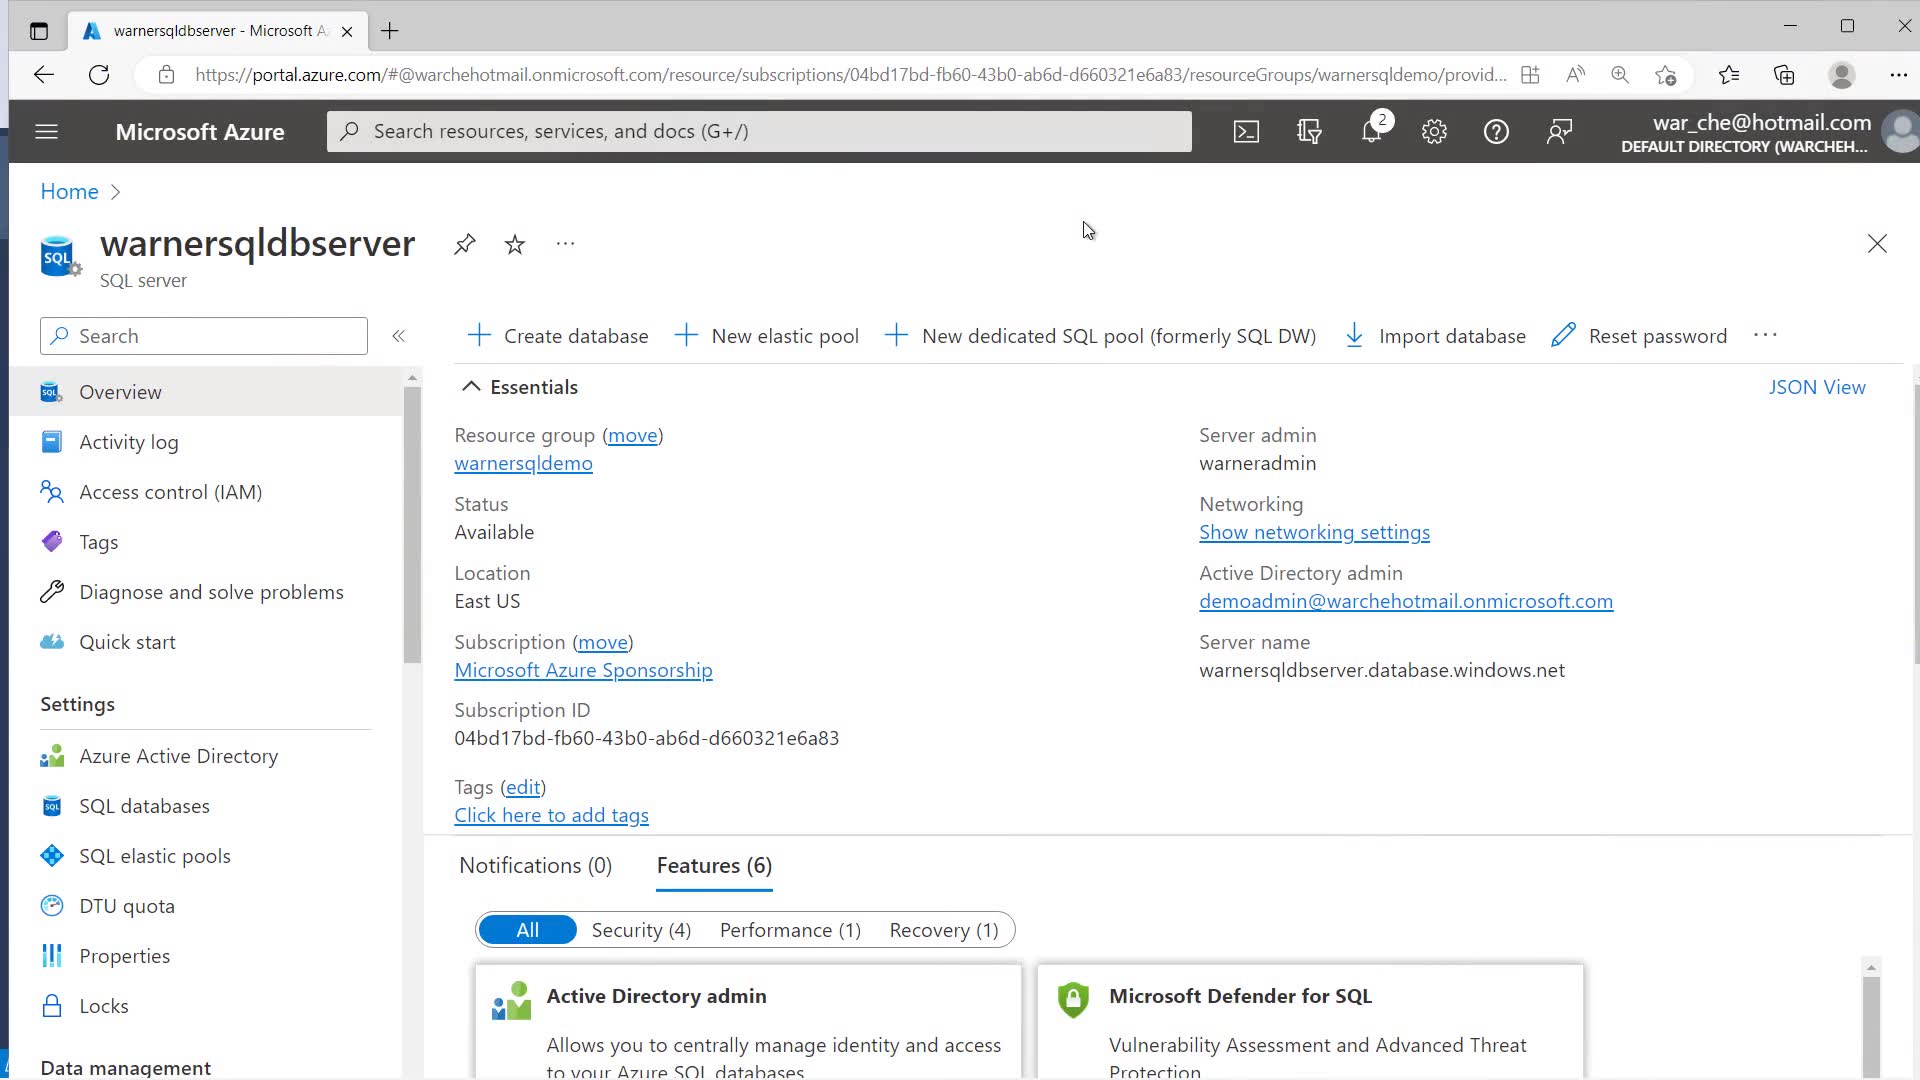 warnersqldbserver - Microsoft A
https://portal.azure.com/#@warchehotmail.onmicrosoft.com/resource/subscriptions/04bd17bd-fb60-43b0-ab6d-d660321e6a83/resourceGroups/warnersqldemo/provid...
Microsoft Azure
Search resources, services, and docs (G+/)
2
war_che@hotmail.com
DEFAULT DIRECTORY (WARCHEH...
Home >
SQL
warnersqldbserver
SQL server
Search
Create database
New elastic pool
New dedicated SQL pool (formerly SQL DW)
Import database
Reset password
Overview
Activity log
Access control (IAM)
Tags
Diagnose and solve problems
Quick start
Settings
Azure Active Directory
SQL databases
SQL elastic pools
DTU quota
Properties
Locks
Data management
Essentials
JSON View
Resource group (move)
warnersqldemo
Status
Available
Location
East US
Subscription (move)
Microsoft Azure Sponsorship
Subscription ID
04bd17bd-fb60-43b0-ab6d-d660321e6a83
Tags (edit)
Click here to add tags
Server admin
warneradmin
Networking
Show networking settings
Active Directory admin
demoadmin@warchehotmail.onmicrosoft.com
Server name
warnersqldbserver.database.windows.net
Notifications (0)
Features (6)
All
Security (4)
Performance (1)
Recovery (1)
Active Directory admin
Allows you to centrally manage identity and access
to your Azure SQL databases.
Microsoft Defender for SQL
Vulnerability Assessment and Advanced Threat
Protection